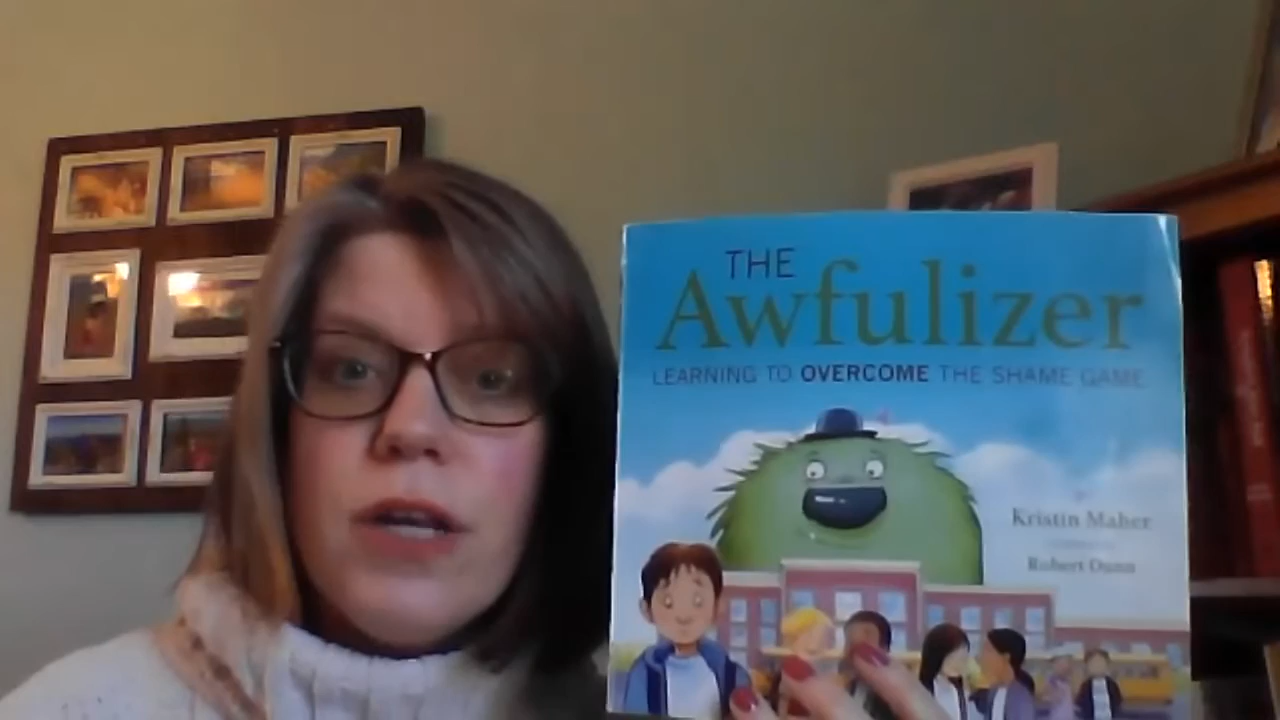 THE
Awfulizer
LEARNING TO OVERCOME THE SHAME GAME
Kristin Maher
Robert Dunn